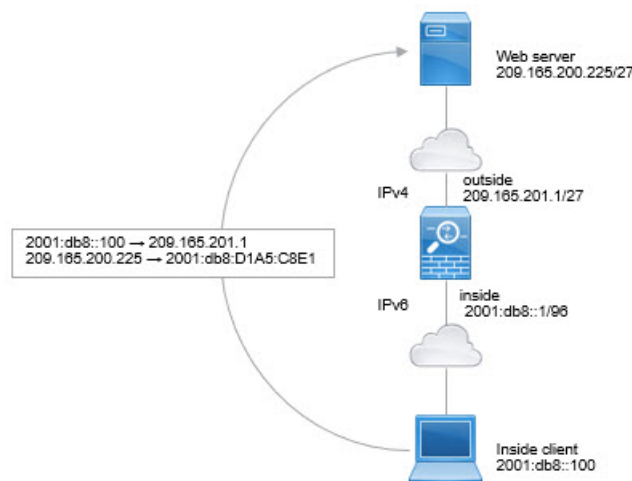 Web server
209.165.200.225/27
outside
209.165.201.1/27
IPv4
2001:db8::100 → 209.165.201.1
209.165.200.225 → 2001:db8:D1A5:C8E1
IPv6
inside
2001:db8::1/96
Inside client
2001:db8::100